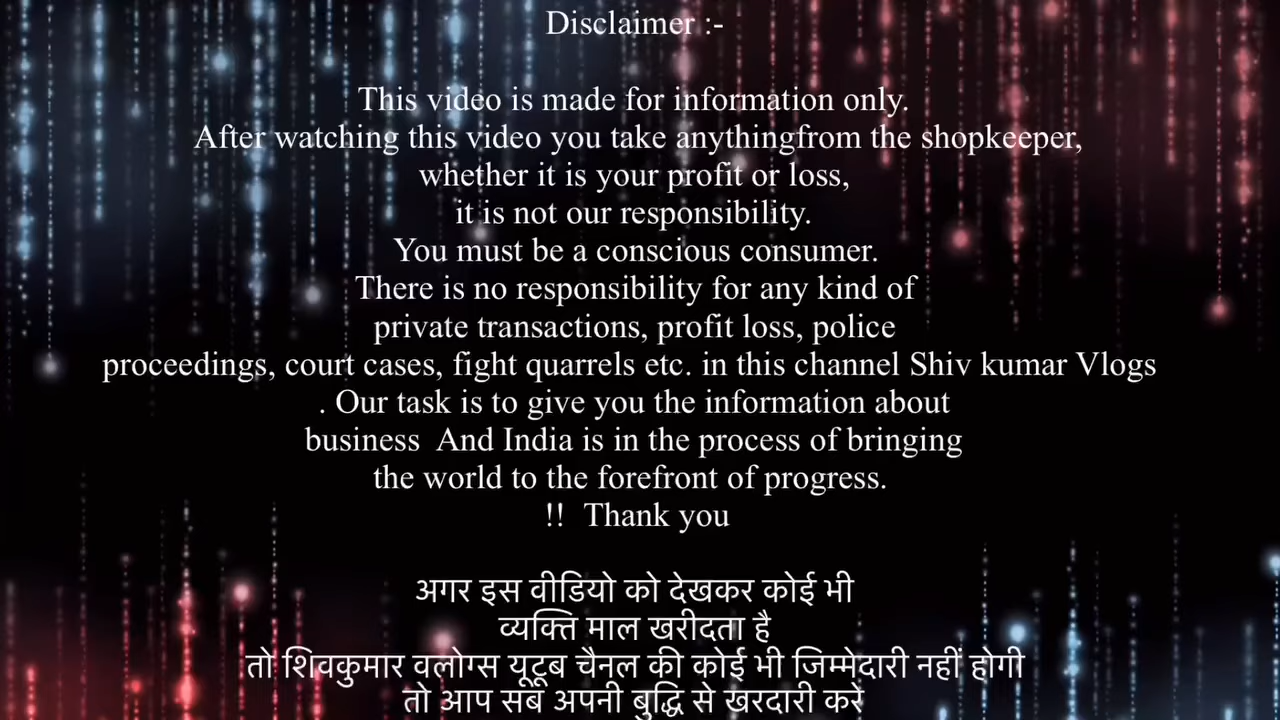 Disclaimer :-
This video is made for information only.
After watching this video you take anythingfrom the shopkeeper,
whether it is your profit or loss,
it is not our responsibility.
You must be a conscious consumer.
There is no responsibility for any kind of
private transactions, profit loss, police
proceedings, court cases, fight quarrels etc. in this channel Shiv kumar Vlogs
. Our task is to give you the information about
business  And India is in the process of bringing
the world to the forefront of progress.
!!  Thank you
अगर इस वीडियो को देखकर कोई भी
व्यक्ति माल खरीदता है
तो शिवकुमार वलोग्स यूटूब चैनल की कोई भी जिम्मेदारी नहीं होगी
तो आप सब अपनी बुद्धि से खरदारी करें